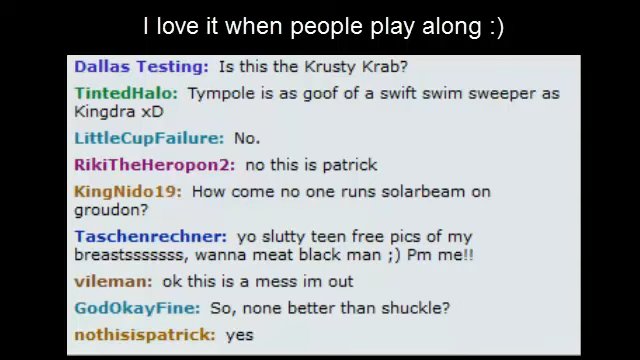 I love it when people play along :)
Dallas Testing: Is this the Krusty Krab?
TintedHalo: Tympole is as goof of a swift swim sweeper as
Kingdra xD
LittleCupFailure: No.
RikiTheHeropon2: no this is patrick
KingNido19: How come no one runs solarbeam on
groudon?
Taschenrechner: yo slutty teen free pics of my
breastsssssss, wanna meat black man ;) Pm me!!
vileman: ok this is a mess im out
GodOkayFine: So, none better than shuckle?
nothisispatrick: yes